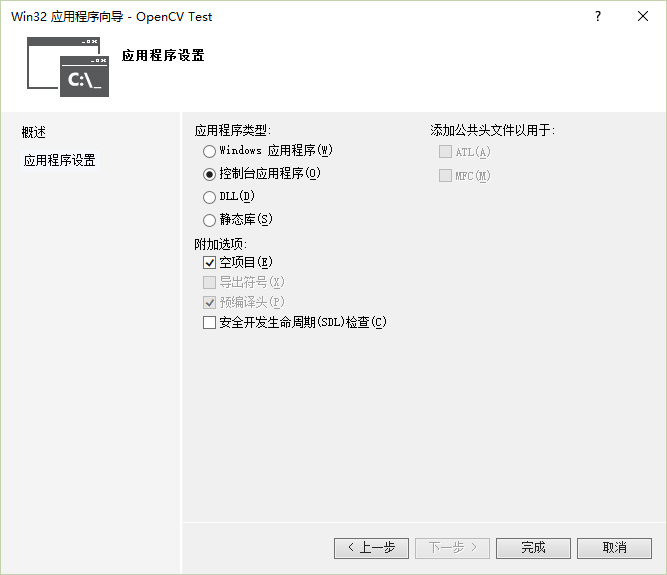 Win32 应用程序向导 - OpenCV Test
?
C:\_
应用程序设置
概述
应用程序设置
应用程序类型:
Windows 应用程序(W)
控制台应用程序(O)
DLL(D)
静态库(S)
附加选项:
空项目(E)
导出符号(X)
预编译头(P)
安全开发生命周期(SDL)检查(C)
添加公共头文件以用于:
ATL(A)
MFC(M)
< 上一步
下一步 >
完成
取消